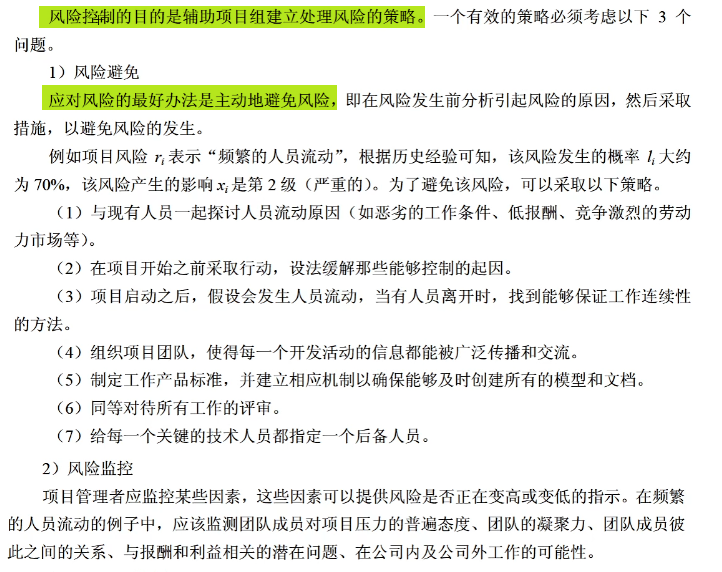 风险控制的目的是辅助项目组建立处理风险的策略。一个有效的策略必须考虑以下 3 个
问题。
1）风险避免
应对风险的最好办法是主动地避免风险，即在风险发生前分析引起风险的原因，然后采取
措施，以避免风险的发生。
例如项目风险 ri 表示“频繁的人员流动”，根据历史经验可知，该风险发生的概率 li 大约
为 70%，该风险产生的影响 xi 是第 2 级（严重的）。为了避免该风险，可以采取以下策略。
（1）与现有人员一起探讨人员流动原因（如恶劣的工作条件、低报酬、竞争激烈的劳动
力市场等）。
（2）在项目开始之前采取行动，设法缓解那些能够控制的起因。
（3）项目启动之后，假设会发生人员流动，当有人员离开时，找到能够保证工作连续性
的方法。
（4）组织项目团队，使得每一个开发活动的信息都能被广泛传播和交流。
（5）制定工作产品标准，并建立相应机制以确保能够及时创建所有的模型和文档。
（6）同等对待所有工作的评审。
（7）给每一个关键的技术人员都指定一个后备人员。
2）风险监控
项目管理者应监控某些因素，这些因素可以提供风险是否正在变高或变低的指示。在频繁
的人员流动的例子中，应该监测团队成员对项目压力的普遍态度、团队的凝聚力、团队成员彼
此之间的关系、与报酬和利益相关的潜在问题、在公司内及公司外工作的可能性。